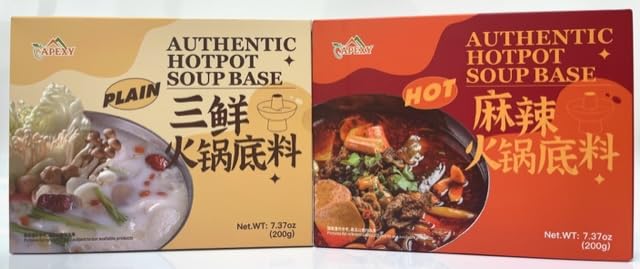 APEXY
AUTHENTIC
HOTPOT
SOUP BASE
PLAIN
三鲜
火锅底料
Net.WT: 7.37oz
(200g)
APEXY
AUTHENTIC
HOTPOT
SOUP BASE
HOT
麻辣
火锅底料
Net.WT: 7.37oz
(200g)